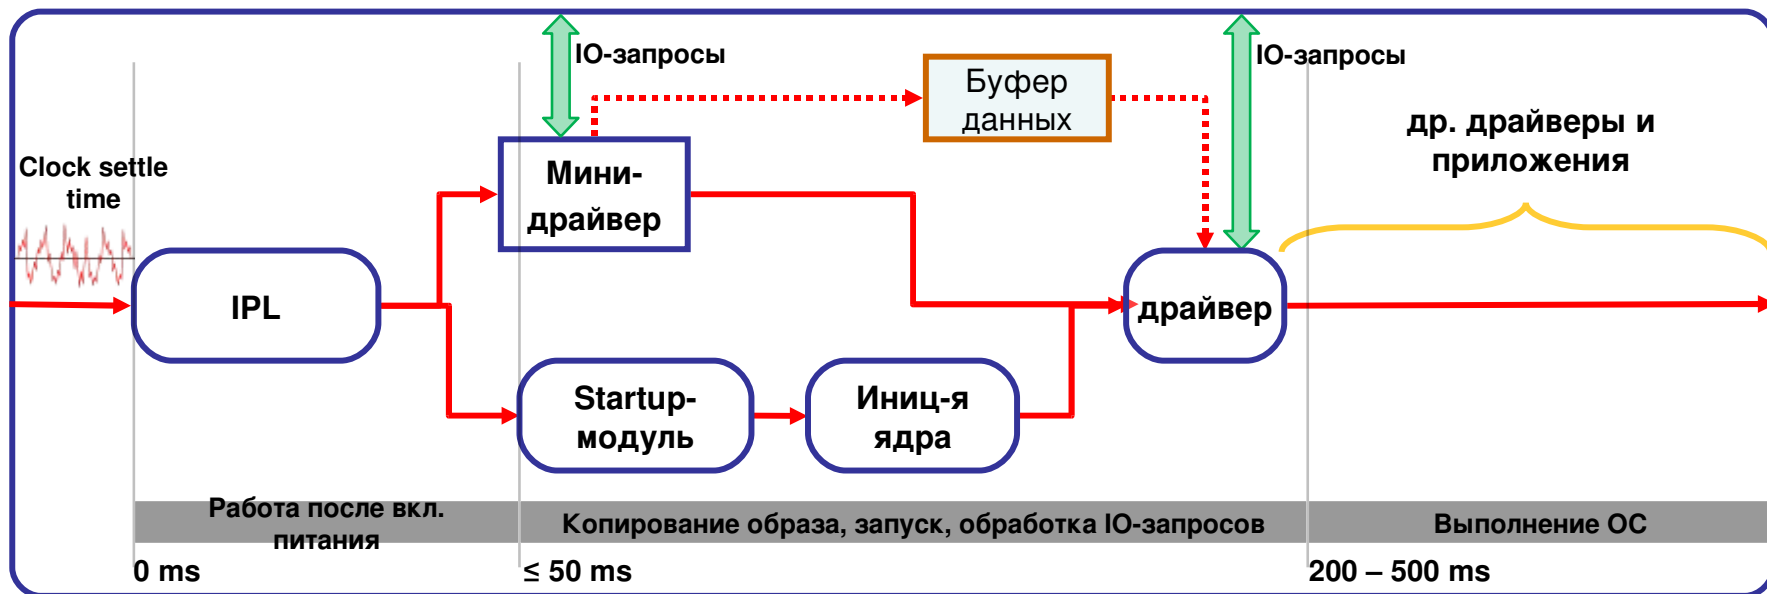 IO-запросы
IO-запросы
Буфер
данных
др. драйверы и
приложения
Clock settle
time
Мини-
драйвер
IPL
драйвер
Startup-
модуль
Иниц-я
ядра
Работа после вкл.
питания
Копирование образа, запуск, обработка IO-запросов
Выполнение ОС
0 ms
≤ 50 ms
200 – 500 ms